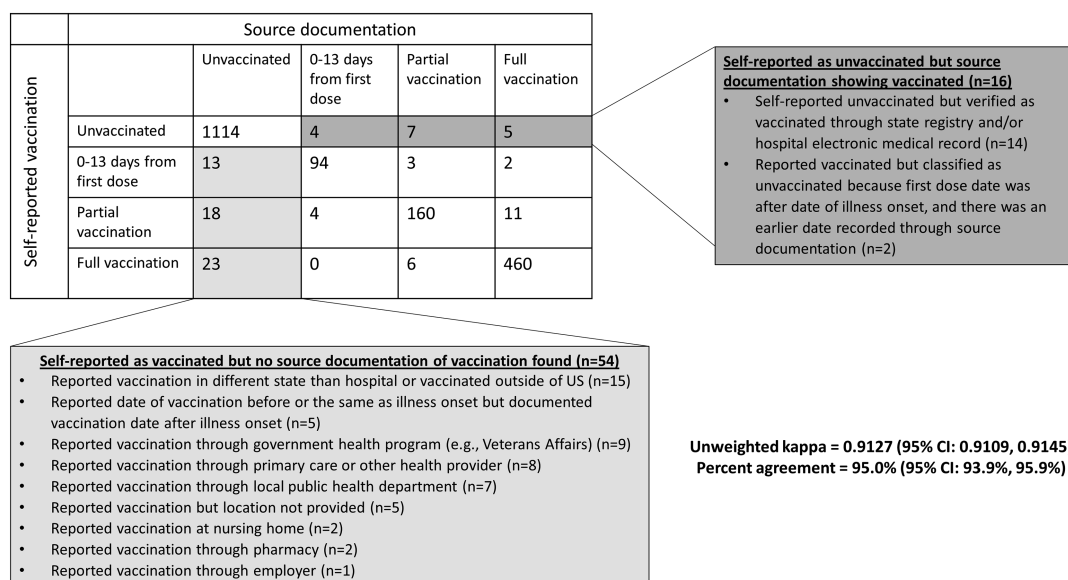 Source documentation
Self-reported vaccination
Unvaccinated
0-13 days from first dose
Partial vaccination
Full vaccination
Unvaccinated 1114 4 7 5
0-13 days from first dose 13 94 3 2
Partial vaccination 18 4 160 11
Full vaccination 23 0 6 460
Self-reported as unvaccinated but source
documentation showing vaccinated (n=16)
• Self-reported unvaccinated but verified as
vaccinated through state registry and/or
hospital electronic medical record (n=14)
• Reported vaccinated but classified as
unvaccinated because first dose date was
after date of illness onset, and there was an
earlier date recorded through source
documentation (n=2)
Self-reported as vaccinated but no source documentation of vaccination found (n=54)
• Reported vaccination in different state than hospital or vaccinated outside of US (n=15)
• Reported date of vaccination before or the same as illness onset but documented
vaccination date after illness onset (n=5)
• Reported vaccination through government health program (e.g., Veterans Affairs) (n=9)
• Reported vaccination through primary care or other health provider (n=8)
• Reported vaccination through local public health department (n=7)
• Reported vaccination but location not provided (n=5)
• Reported vaccination at nursing home (n=2)
• Reported vaccination through pharmacy (n=2)
• Reported vaccination through employer (n=1)
Unweighted kappa = 0.9127 (95% CI: 0.9109, 0.9145
Percent agreement = 95.0% (95% CI: 93.9%, 95.9%)